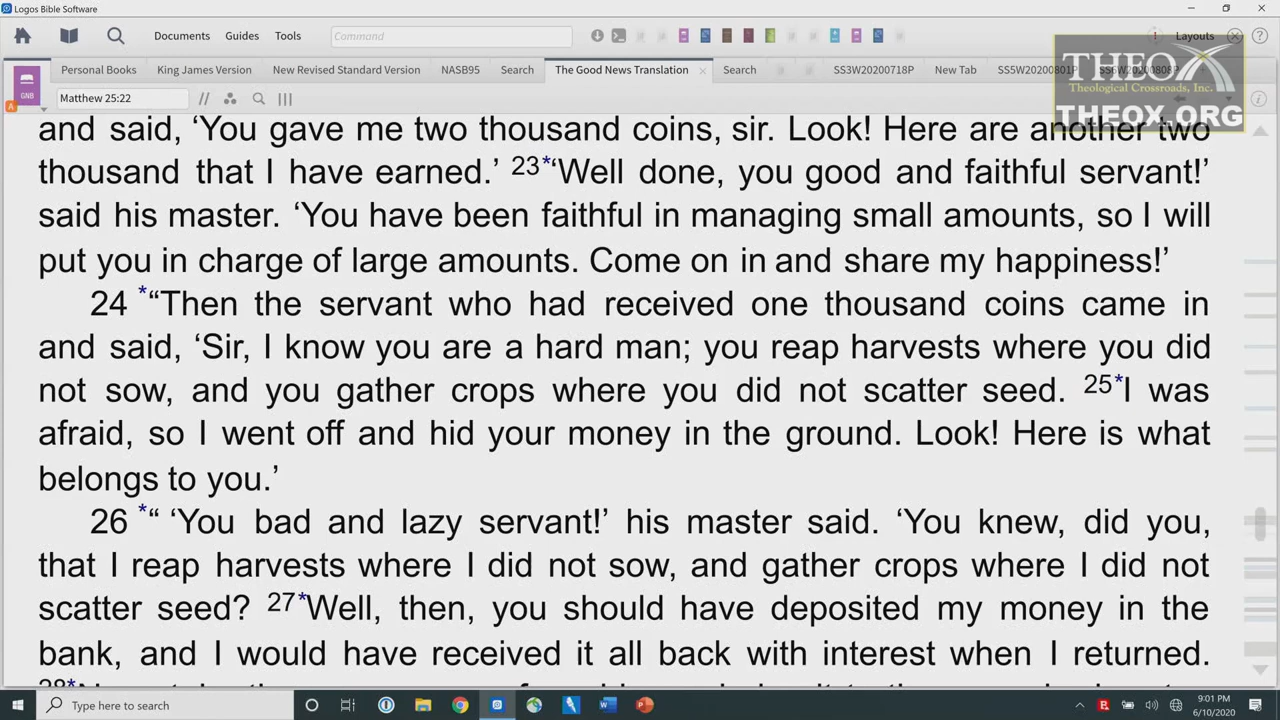 Logos Bible Software
Documents Guides Tools Command Layouts
Personal Books King James Version New Revised Stand d Vers NASB95 Search The Good News Translation Search SS3W20200718P New Tab SS5W20200801P SS6W20200808P
THEOX
Theological Crossroads, Inc.
THEOX.ORG
GNB
A
Matthew 25:22
and said, ‘You gave me two thousand coins, sir. Look! Here are another two
thousand that I have earned.’ 23*‘Well done, you good and faithful servant!’
said his master. ‘You have been faithful in managing small amounts, so I will
put you in charge of large amounts. Come on in and share my happiness!’
24 *“Then the servant who had received one thousand coins came in
and said, ‘Sir, I know you are a hard man; you reap harvests where you did
not sow, and you gather crops where you did not scatter seed. 25*I was
afraid, so I went off and hid your money in the ground. Look! Here is what
belongs to you.’
26 *“ ‘You bad and lazy servant!’ his master said. ‘You knew, did you,
that I reap harvests where I did not sow, and gather crops where I did not
scatter seed? 27*Well, then, you should have deposited my money in the
bank, and I would have received it all back with interest when I returned.
Type here to search
9:01 PM
6/10/2020